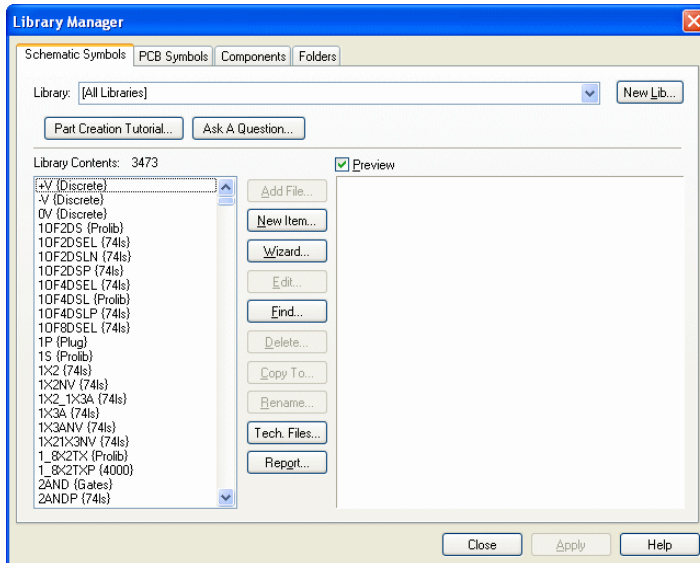 Library Manager
Schematic Symbols PCB Symbols Components Folders
Library: [All Libraries] New Lib...
Part Creation Tutorial... Ask A Question...
Library Contents: 3473 Preview
+V {Discrete}
-V {Discrete}
0V {Discrete}
1OF2DS {Prolib}
1OF2DSEL {74ls}
1OF2DSLN {74ls}
1OF2DSP {74ls}
1OF4DSEL {74ls}
1OF4DSL {Prolib}
1OF4DSLP {74ls}
1OF8DSEL {74ls}
1P {Plug}
1S {Prolib}
1X2 {74ls}
1X2NV {74ls}
1X2_1X3A {74ls}
1X3A {74ls}
1X3ANV {74ls}
1X21X3NV {74ls}
1_8X2TX {Prolib}
1_8X2TXP {4000}
2AND {Gates}
2ANDP {74ls}
Add File...
New Item...
Wizard...
Edit...
Find...
Delete...
Copy To...
Rename...
Tech. Files...
Report...
Close Apply Help